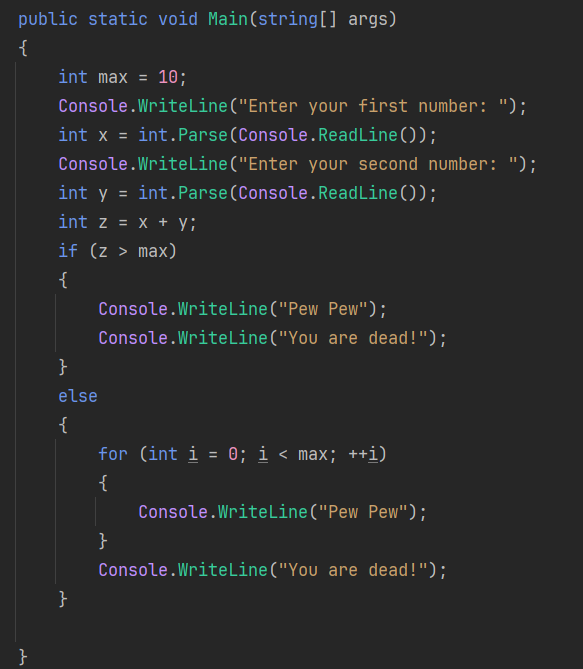 public static void Main(string[] args)
{
    int max = 10;
    Console.WriteLine("Enter your first number: ");
    int x = int.Parse(Console.ReadLine());
    Console.WriteLine("Enter your second number: ");
    int y = int.Parse(Console.ReadLine());
    int z = x + y;
    if (z > max)
    {
        Console.WriteLine("Pew Pew");
        Console.WriteLine("You are dead!");
    }
    else
    {
        for (int i = 0; i < max; ++i)
        {
            Console.WriteLine("Pew Pew");
        }
        Console.WriteLine("You are dead!");
    }

}